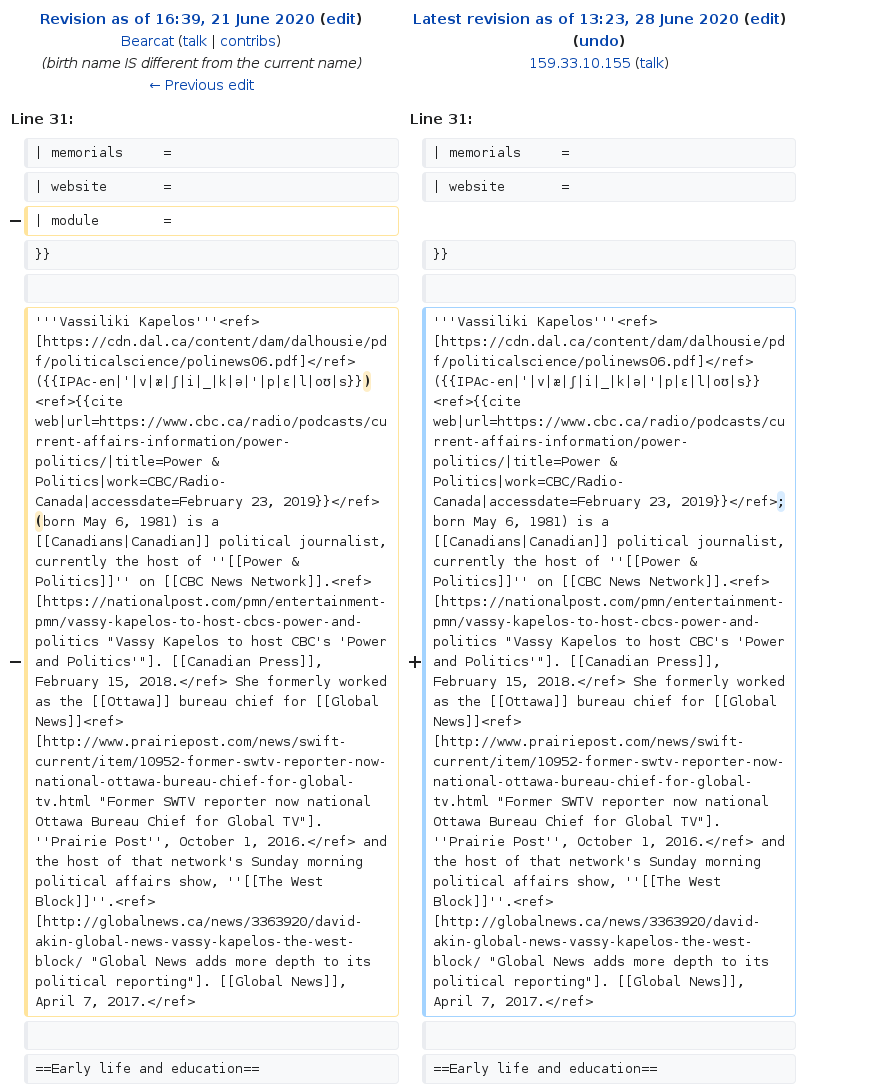 Revision as of 16:39, 21 June 2020 (edit)
Bearcat (talk | contribs)
(birth name IS different from the current name)
← Previous edit
Line 31:
| memorials     =
| website       =
− | module        =
}}
'''Vassiliki Kapelos'''<ref>
[https://cdn.dal.ca/content/dam/dalhousie/pd
f/politicalscience/polinews06.pdf]</ref>
({{IPAc-en|'|v|æ|ʃ|i|_|k|ə|'|p|ɛ|l|oʊ|s}})
<ref>{{cite
web|url=https://www.cbc.ca/radio/podcasts/cu
rrent-affairs-information/power-
politics/|title=Power &
Politics|work=CBC/Radio-
Canada|accessdate=February 23, 2019}}</ref>
(born May 6, 1981) is a
[[Canadians|Canadian]] political journalist,
currently the host of ''[[Power &
Politics]]'' on [[CBC News Network]].<ref>
[https://nationalpost.com/pmn/entertainment-
pmn/vassy-kapelos-to-host-cbcs-power-and-
politics "Vassy Kapelos to host CBC's 'Power
− and Politics'"]. [[Canadian Press]],
February 15, 2018.</ref> She formerly worked
as the [[Ottawa]] bureau chief for [[Global
News]]<ref>
[http://www.prairiepost.com/news/swift-
current/item/10952-former-swtv-reporter-now-
national-ottawa-bureau-chief-for-global-
tv.html "Former SWTV reporter now national
Ottawa Bureau Chief for Global TV"].
''Prairie Post'', October 1, 2016.</ref> and
the host of that network's Sunday morning
political affairs show, ''[[The West
Block]]''.<ref>
[http://globalnews.ca/news/3363920/david-
akin-global-news-vassy-kapelos-the-west-
block/ "Global News adds more depth to its
political reporting"]. [[Global News]],
April 7, 2017.</ref>
==Early life and education==
Latest revision as of 13:23, 28 June 2020 (edit)
(undo)
159.33.10.155 (talk)
Line 31:
| memorials     =
| website       =
}}
'''Vassiliki Kapelos'''<ref>
[https://cdn.dal.ca/content/dam/dalhousie/pd
f/politicalscience/polinews06.pdf]</ref>
({{IPAc-en|'|v|æ|ʃ|i|_|k|ə|'|p|ɛ|l|oʊ|s}}
<ref>{{cite
web|url=https://www.cbc.ca/radio/podcasts/cu
rrent-affairs-information/power-
politics/|title=Power &
Politics|work=CBC/Radio-
Canada|accessdate=February 23, 2019}}</ref>;
born May 6, 1981) is a
[[Canadians|Canadian]] political journalist,
currently the host of ''[[Power &
Politics]]'' on [[CBC News Network]].<ref>
[https://nationalpost.com/pmn/entertainment-
pmn/vassy-kapelos-to-host-cbcs-power-and-
politics "Vassy Kapelos to host CBC's 'Power
+ and Politics'"]. [[Canadian Press]],
February 15, 2018.</ref> She formerly worked
as the [[Ottawa]] bureau chief for [[Global
News]]<ref>
[http://www.prairiepost.com/news/swift-
current/item/10952-former-swtv-reporter-now-
national-ottawa-bureau-chief-for-global-
tv.html "Former SWTV reporter now national
Ottawa Bureau Chief for Global TV"].
''Prairie Post'', October 1, 2016.</ref> and
the host of that network's Sunday morning
political affairs show, ''[[The West
Block]]''.<ref>
[http://globalnews.ca/news/3363920/david-
akin-global-news-vassy-kapelos-the-west-
block/ "Global News adds more depth to its
political reporting"]. [[Global News]],
April 7, 2017.</ref>
==Early life and education==